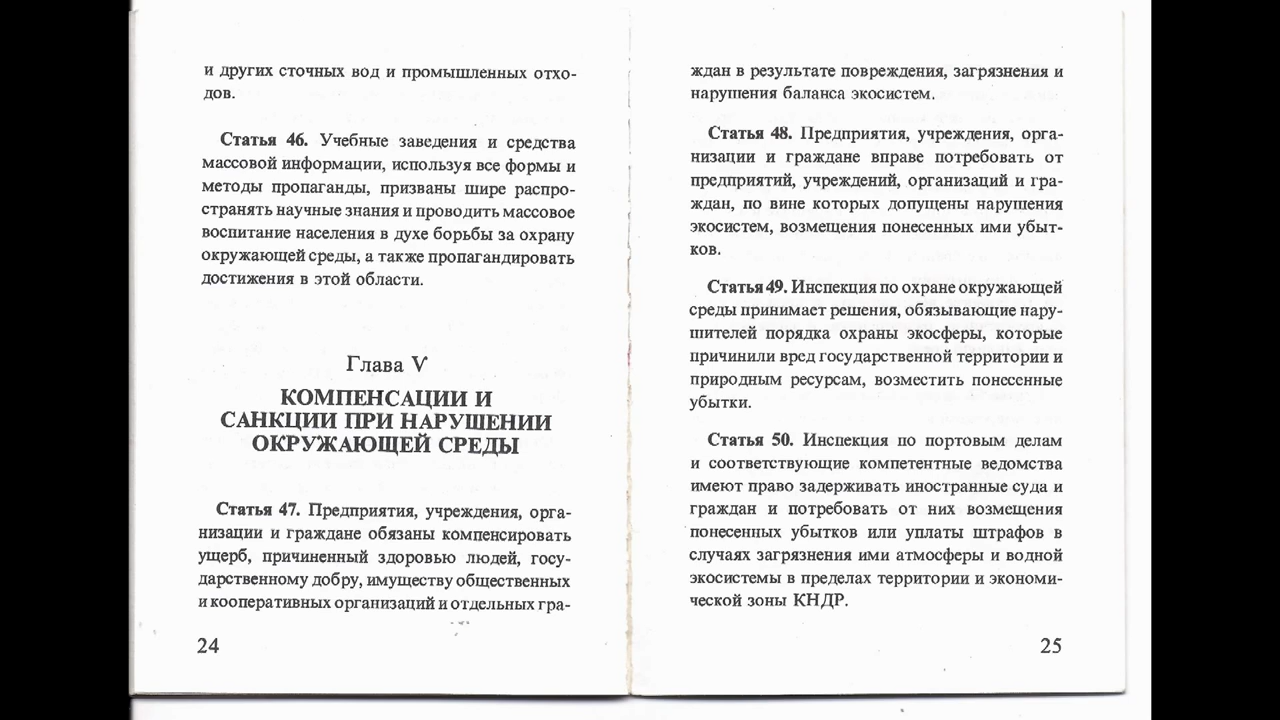 и других сточных вод и промышленных отхо-
дов.
Статья 46. Учебные заведения и средства
массовой информации, используя все формы и
методы пропаганды, призваны шире распро-
странять научные знания и проводить массовое
воспитание населения в духе борьбы за охрану
окружающей среды, а также пропагандировать
достижения в этой области.
Глава V
КОМПЕНСАЦИИ И
САНКЦИИ ПРИ НАРУШЕНИИ
ОКРУЖАЮЩЕЙ СРЕДЫ
Статья 47. Предприятия, учреждения, орга-
низации и граждане обязаны компенсировать
ущерб, причиненный здоровью людей, госу-
дарственному добру, имуществу общественных
и кооперативных организаций и отдельных гра-
24
ждан в результате повреждения, загрязнения и
нарушения баланса экосистем.
Статья 48. Предприятия, учреждения, орга-
низации и граждане вправе потребовать от
предприятий, учреждений, организаций и гра-
ждан, по вине которых допущены нарушения
экосистем, возмещения понесенных ими убыт-
ков.
Статья 49. Инспекция по охране окружающей
среды принимает решения, обязывающие нару-
шителей порядка охраны экосферы, которые
причинили вред государственной территории и
природным ресурсам, возместить понесенные
убытки.
Статья 50. Инспекция по портовым делам
и соответствующие компетентные ведомства
имеют право задерживать иностранные суда и
граждан и потребовать от них возмещения
понесенных убытков или уплаты штрафов в
случаях загрязнения ими атмосферы и водной
экосистемы в пределах территории и экономи-
ческой зоны КНДР.
25